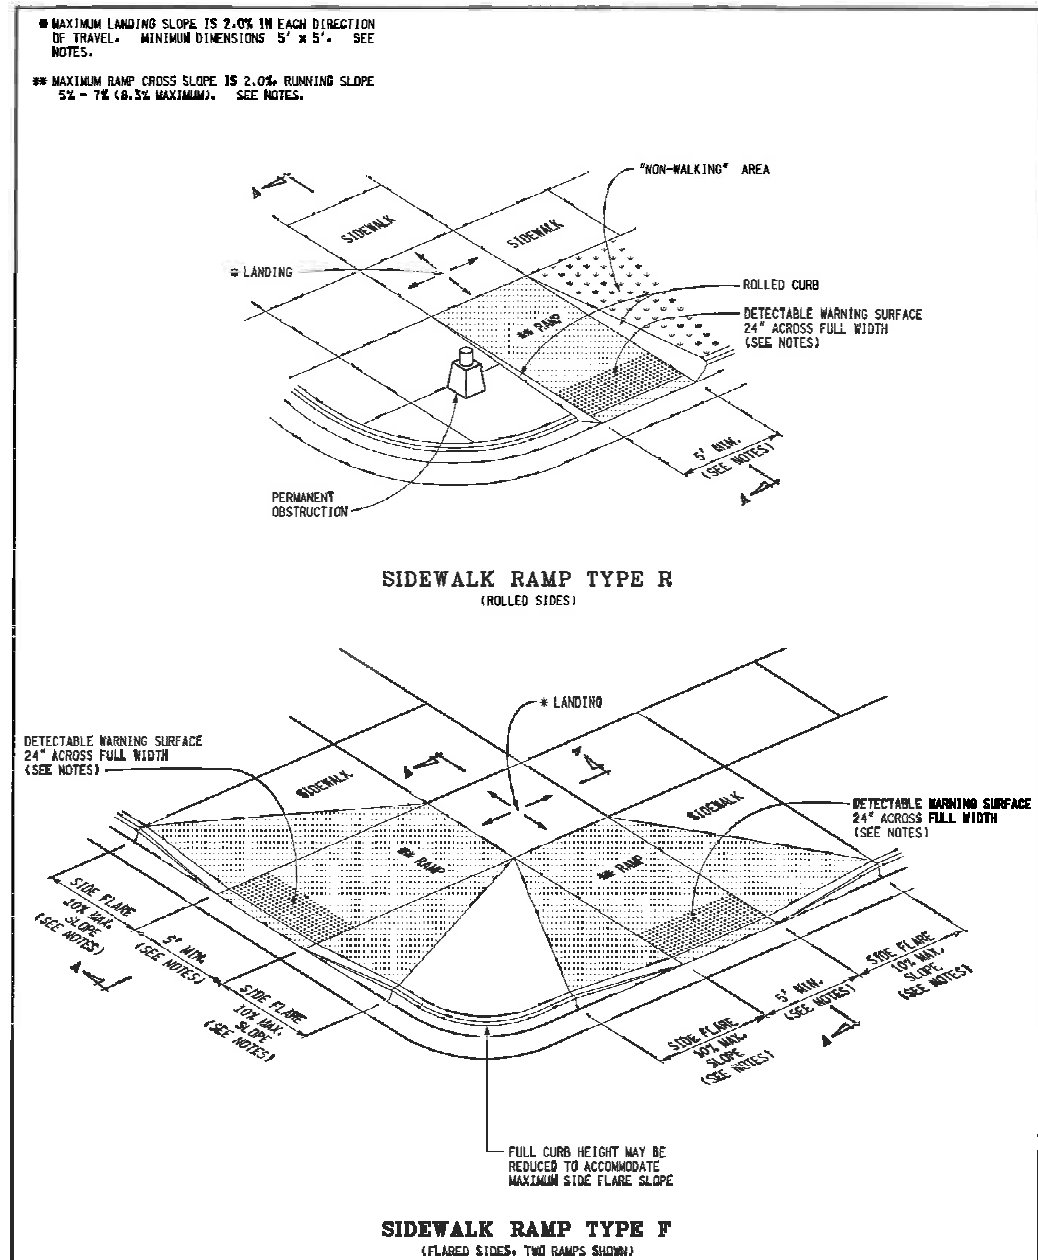 * MAXIMUM LANDING SLOPE IS 2.0% IN EACH DIRECTION
OF TRAVEL. MINIMUM DIMENSIONS 5' x 5'. SEE
NOTES.
** MAXIMUM RAMP CROSS SLOPE IS 2.0%. RUNNING SLOPE
5% - 7% (8.3% MAXIMUM). SEE NOTES.
"NON-WALKING" AREA
A
SIDEWALK
SIDEWALK
* LANDING
ROLLED CURB
DETECTABLE WARNING SURFACE
24" ACROSS FULL WIDTH
(SEE NOTES)
** RAMP
5' MIN.
(SEE NOTES)
A
PERMANENT
OBSTRUCTION
SIDEWALK RAMP TYPE R
(ROLLED SIDES)
* LANDING
DETECTABLE WARNING SURFACE
24" ACROSS FULL WIDTH
(SEE NOTES)
A
A
SIDEWALK
SIDEWALK
DETECTABLE WARNING SURFACE
24" ACROSS FULL WIDTH
(SEE NOTES)
** RAMP
** RAMP
SIDE FLARE
10% MAX.
SLOPE
(SEE NOTES)
5' MIN.
(SEE NOTES)
A
SIDE FLARE
10% MAX.
SLOPE
(SEE NOTES)
SIDE FLARE
10% MAX.
SLOPE
(SEE NOTES)
5' MIN.
(SEE NOTES)
SIDE FLARE
10% MAX.
SLOPE
(SEE NOTES)
A
FULL CURB HEIGHT MAY BE
REDUCED TO ACCOMMODATE
MAXIMUM SIDE FLARE SLOPE
SIDEWALK RAMP TYPE F
(FLARED SIDES, TWO RAMPS SHOWN)